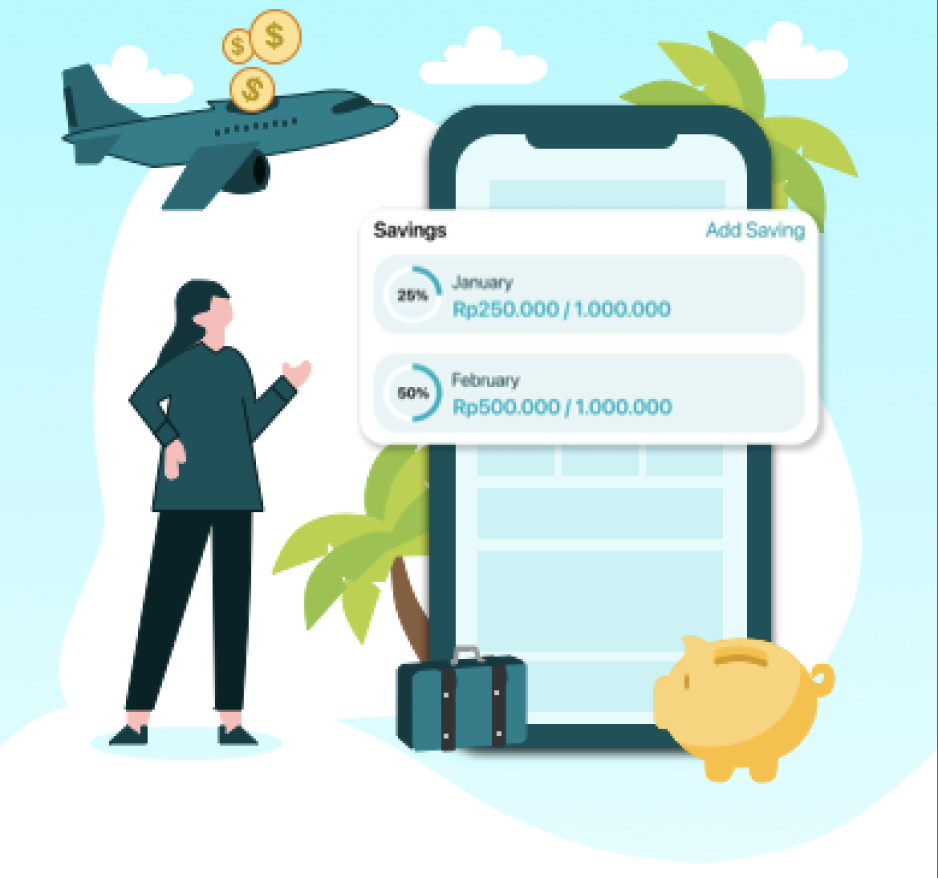 $ $
$
Savings Add Saving
25% January
Rp250.000 / 1.000.000
50% February
Rp500.000 / 1.000.000